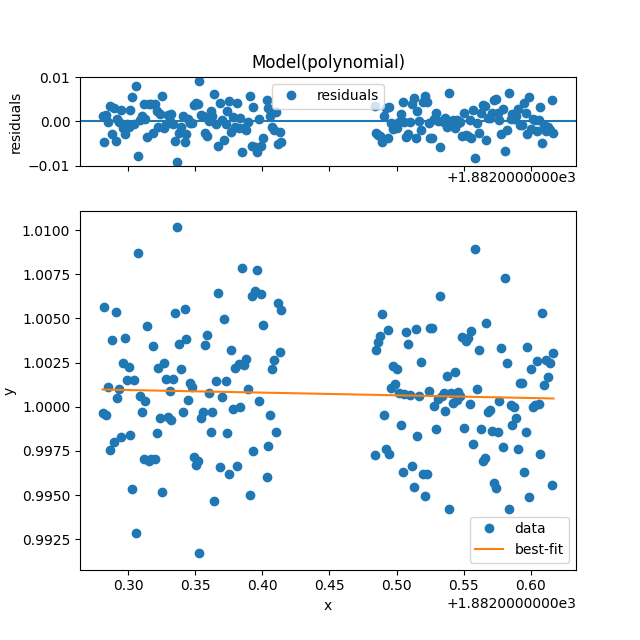 Model(polynomial)
0.01
0.00
−0.01
residuals
residuals
+1.8820000000e3
1.0100
1.0075
1.0050
1.0025
1.0000
0.9975
0.9950
0.9925
y
data
best-fit
0.30 0.35 0.40 0.45 0.50 0.55 0.60
x
+1.8820000000e3